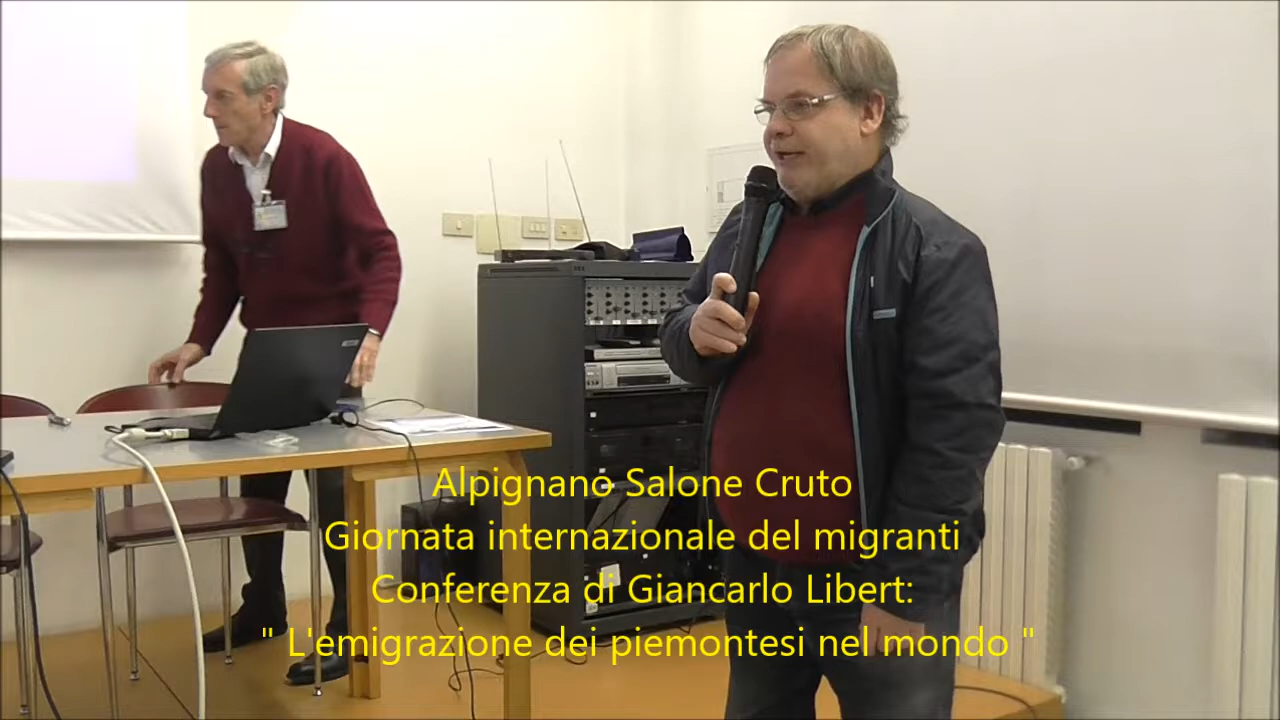 Alpignano Salone Cruto
Giornata internazionale del migranti
Conferenza di Giancarlo Libert:
" L'emigrazione dei piemontesi nel mondo "